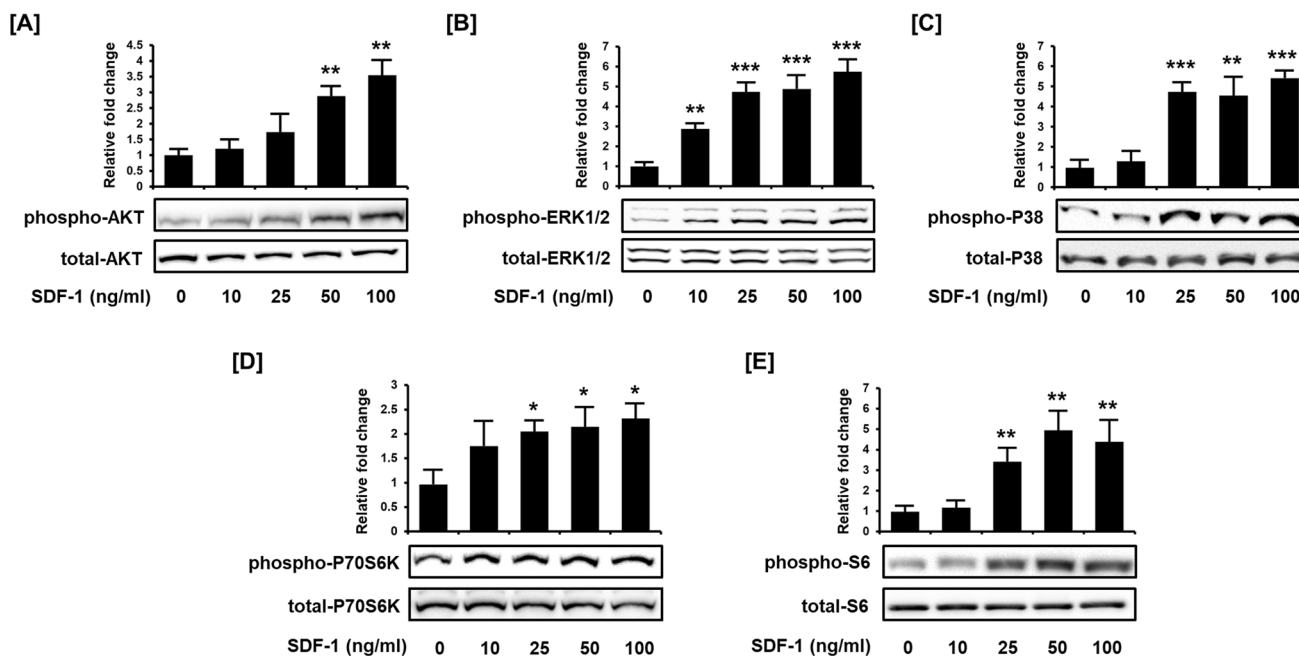 [A]
Relative fold change
4.5
4
3.5
3
2.5
2
1.5
1
0.5
0
** **
phospho-AKT
total-AKT
SDF-1 (ng/ml) 0 10 25 50 100
[B]
Relative fold change
7
6
5
4
3
2
1
0
** *** *** ***
phospho-ERK1/2
total-ERK1/2
SDF-1 (ng/ml) 0 10 25 50 100
[C]
Relative fold change
7
6
5
4
3
2
1
0
*** ** ***
phospho-P38
total-P38
SDF-1 (ng/ml) 0 10 25 50 100
[D]
Relative fold change
3
2.5
2
1.5
1
0.5
0
* * *
phospho-P70S6K
total-P70S6K
SDF-1 (ng/ml) 0 10 25 50 100
[E]
Relative fold change
7
6
5
4
3
2
1
0
** ** **
phospho-S6
total-S6
SDF-1 (ng/ml) 0 10 25 50 100